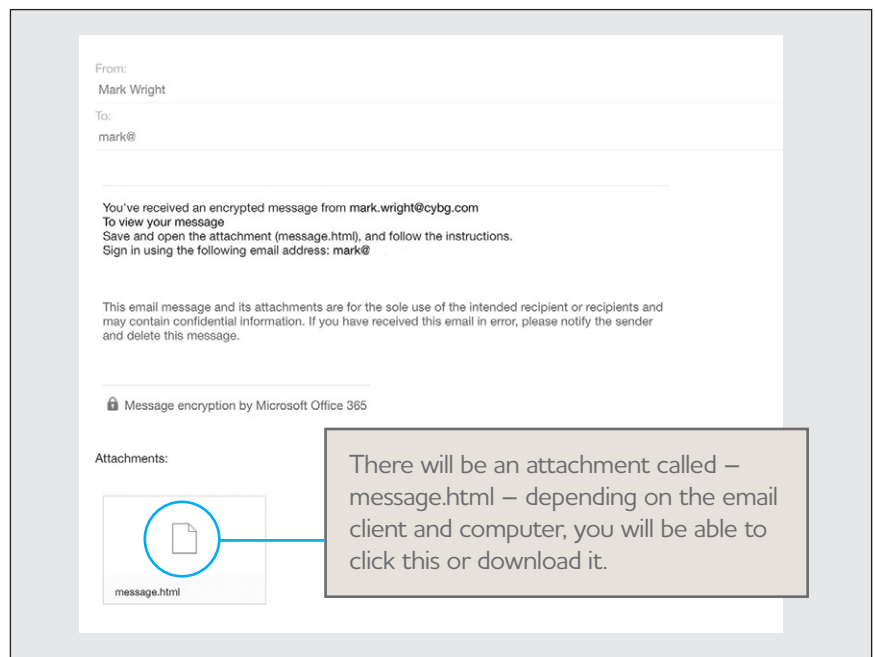 From:
Mark Wright
To:
mark@
You've received an encrypted message from mark.wright@cybg.com
To view your message
Save and open the attachment (message.html), and follow the instructions.
Sign in using the following email address: mark@
This email message and its attachments are for the sole use of the intended recipient or recipients and
may contain confidential information. If you have received this email in error, please notify the sender
and delete this message.
Message encryption by Microsoft Office 365
Attachments:
message.html
There will be an attachment called –
message.html – depending on the email
client and computer, you will be able to
click this or download it.